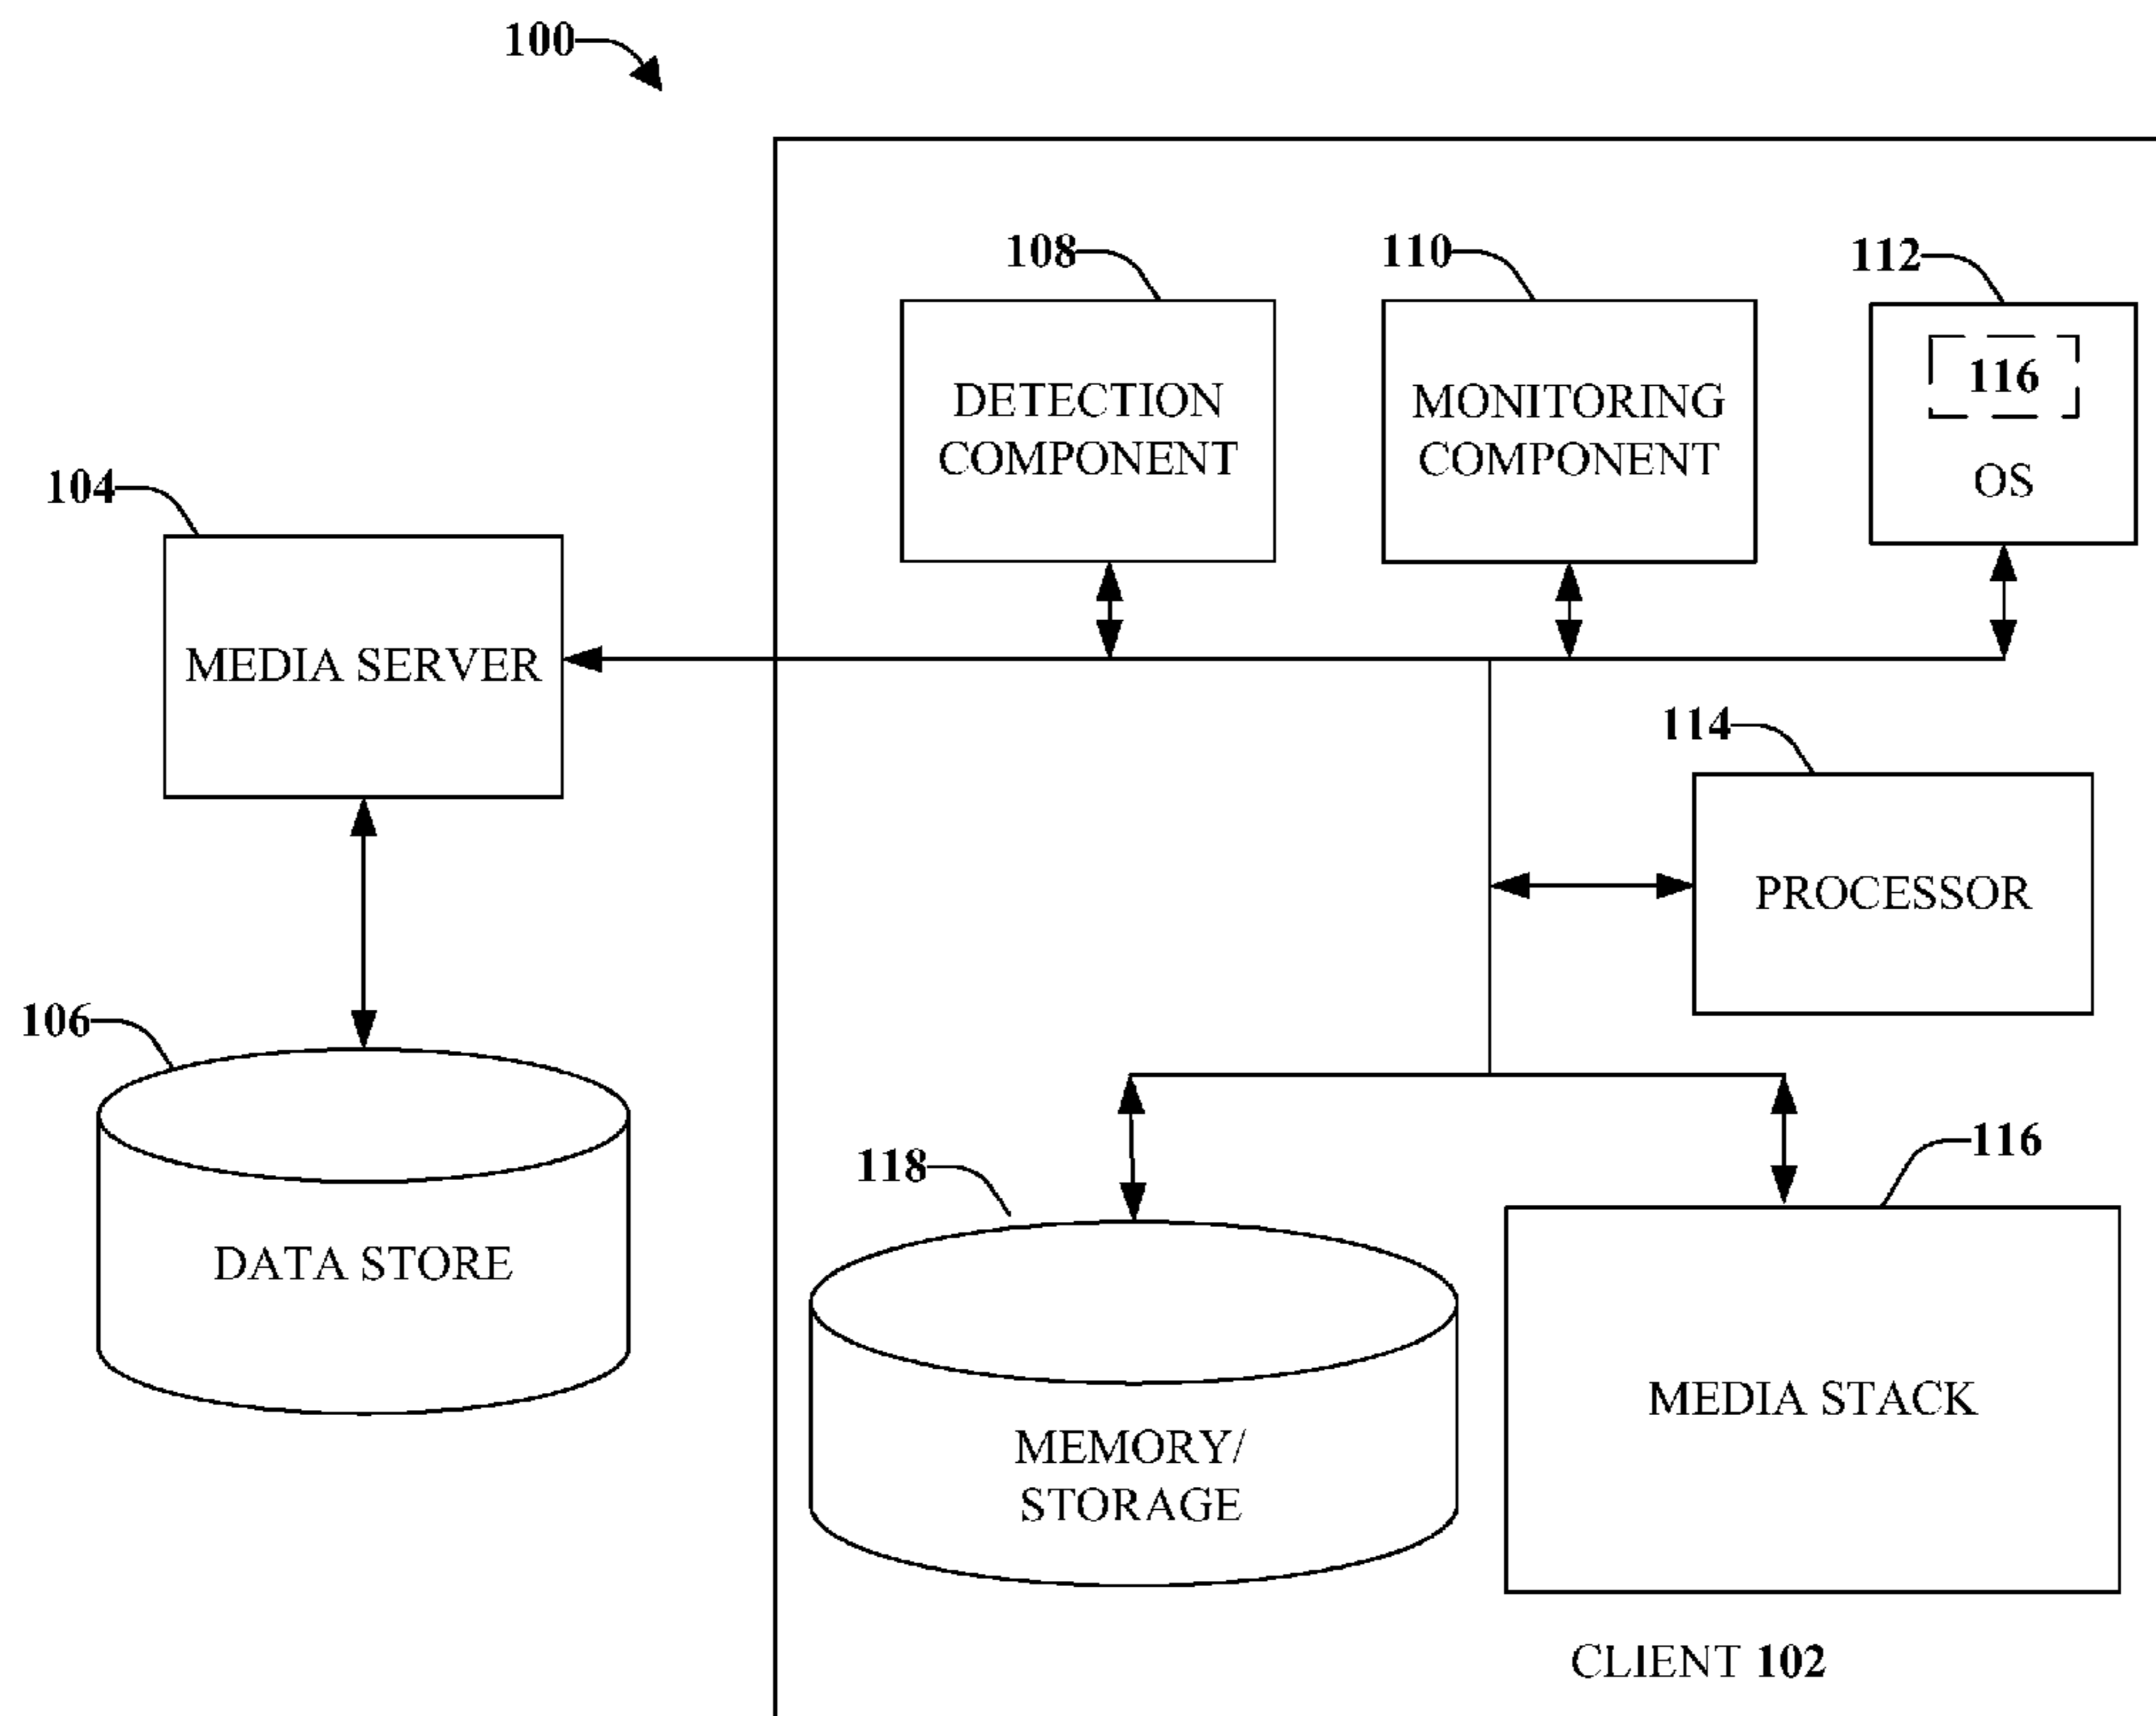 100
108
110
112
DETECTION
COMPONENT
MONITORING
COMPONENT
116
OS
104
MEDIA SERVER
114
PROCESSOR
106
DATA STORE
118
116
MEMORY/
STORAGE
MEDIA STACK
CLIENT 102